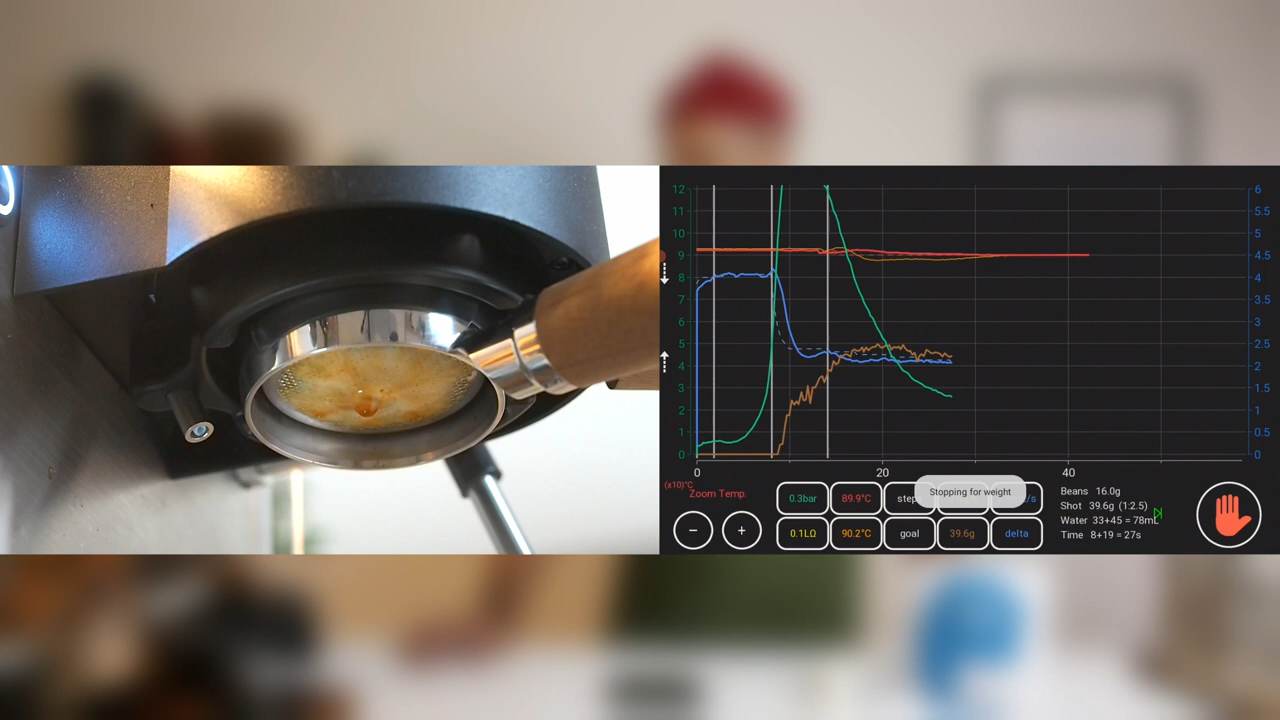 12
11
10
9
8
7
6
5
4
3
2
1
0
6
5.5
5
4.5
4
3.5
3
2.5
2
1.5
1
0.5
0
0 20 40
(x10)°C
Zoom Temp.
− +
0.3bar 89.9°C step /s
Stopping for weight
0.1LΩ 90.2°C goal 39.6g delta
Beans 16.0g
Shot 39.6g (1:2.5)
Water 33+45 = 78mL
Time 8+19 = 27s